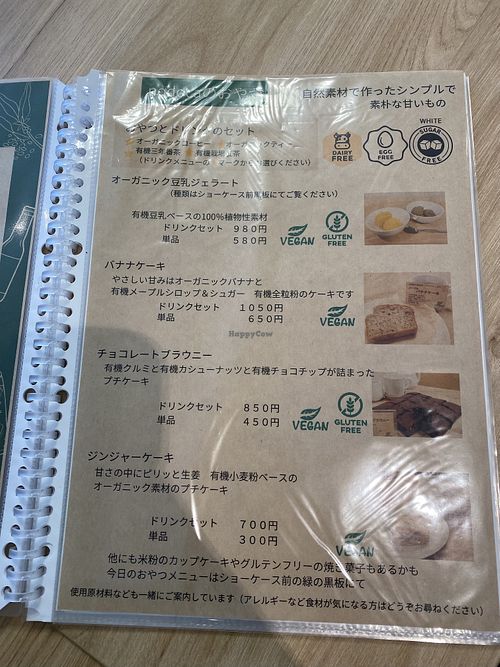 のおやつ
自然素材で作ったシンプルで
素朴な甘いもの
おやつとドリンクのセット
オーガニックコーヒー オーガニックティー
有機三年番茶 有機栽培 茶
(ドリンクメニューの マークからお選びください)
DAIRY FREE
EGG FREE
WHITE SUGAR FREE
オーガニック豆乳ジェラート
(種類はショーケース前黒板にてご覧ください)
有機豆乳ベースの100%植物性素材
ドリンクセット 980円
単品 580円
VEGAN
GLUTEN FREE
バナナケーキ
やさしい甘みはオーガニックバナナと
有機メープルシロップ&シュガー 有機全粒粉のケーキです
ドリンクセット 1050円
単品 650円
VEGAN
HappyCow
チョコレートブラウニー
有機クルミと有機カシューナッツと有機チョコチップが詰まった
プチケーキ
ドリンクセット 850円
単品 450円
VEGAN
GLUTEN FREE
ジンジャーケーキ
甘さの中にピリッと生姜 有機小麦粉ベースの
オーガニック素材のプチケーキ
ドリンクセット 700円
単品 300円
VEGAN
他にも米粉のカップケーキやグルテンフリーの焼き菓子もあるかも
今日のおやつメニューはショーケース前の緑の黒板にて
使用原材料なども一緒にご案内しています(アレルギーなど食材が気になる方はどうぞお尋ねください)